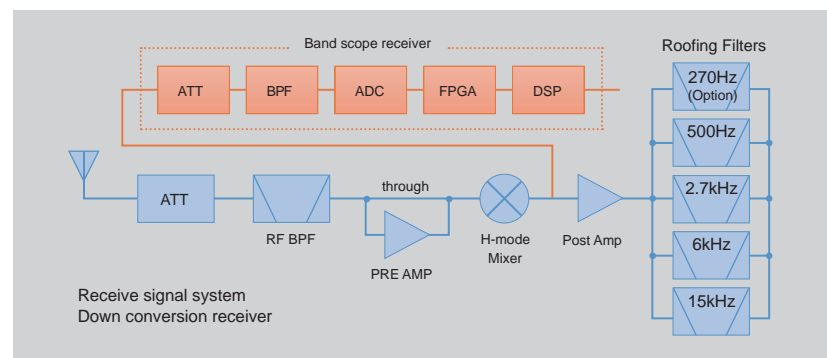 Band scope receiver
Roofing Filters
ATT
BPF
ADC
FPGA
DSP
270Hz
(Option)
500Hz
2.7kHz
6kHz
15kHz
ATT
RF BPF
through
PRE AMP
H-mode
Mixer
Post Amp
Receive signal system
Down conversion receiver